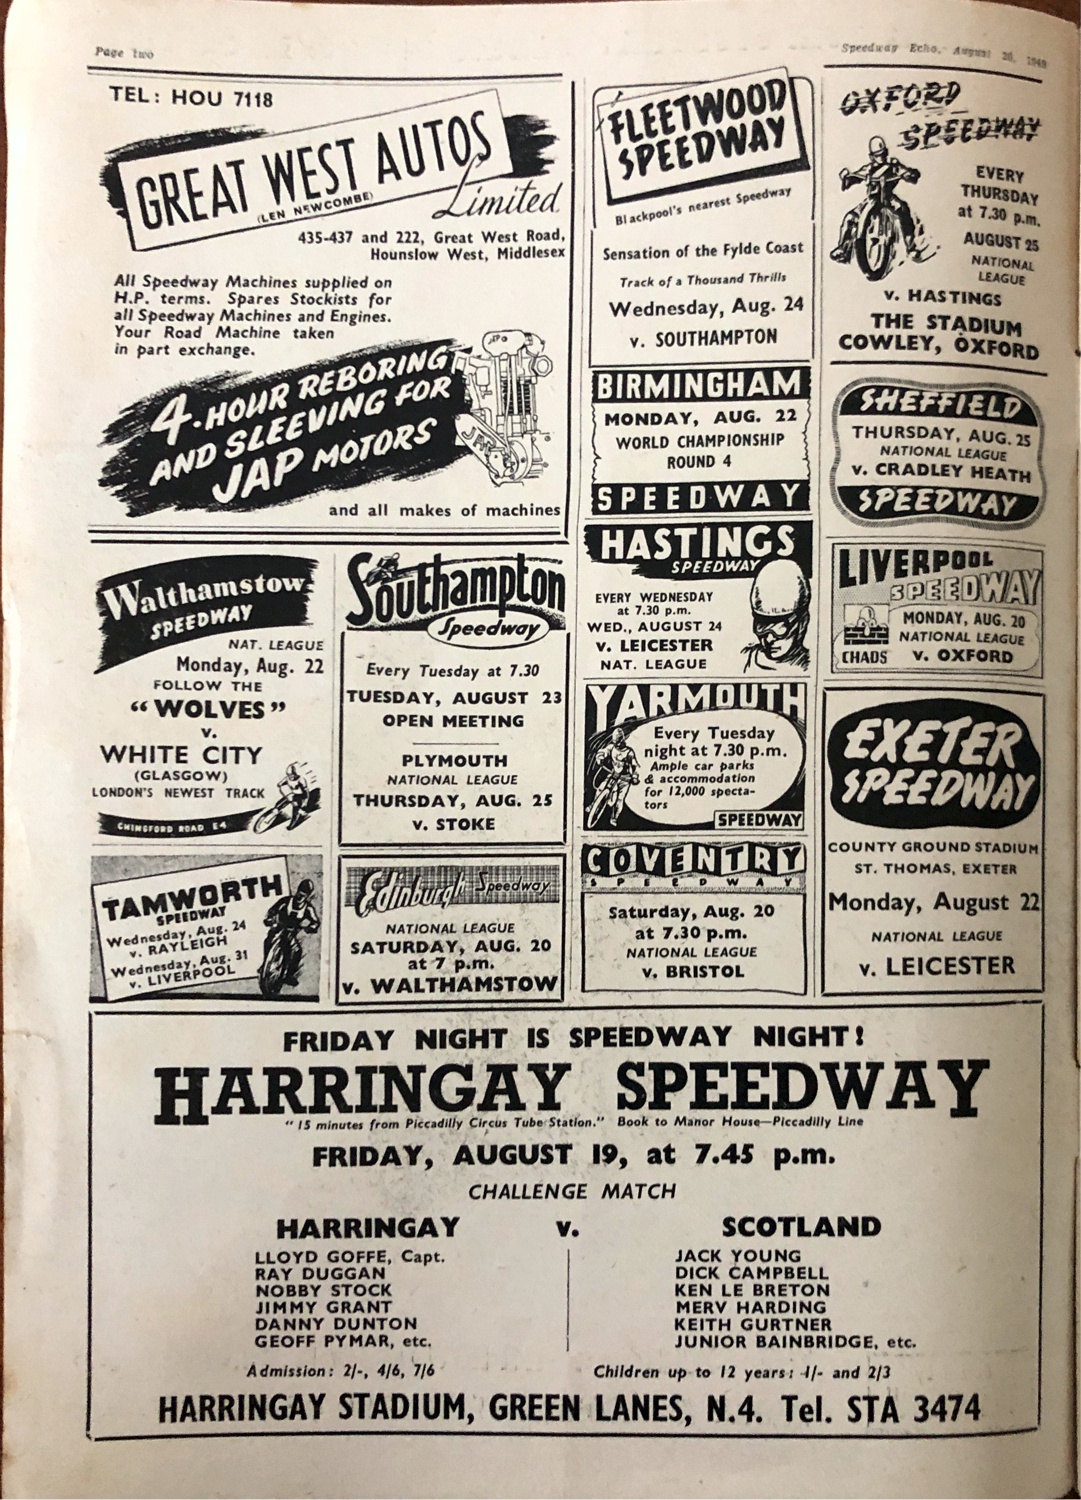 Page two
Speedway Echo, August 20, 1949
TEL: HOU 7118
GREAT WEST AUTOS
(LEN NEWCOMBE)
Limited
435-437 and 222, Great West Road,
Hounslow West, Middlesex
All Speedway Machines supplied on
H.P. terms. Spares Stockists for
all Speedway Machines and Engines.
Your Road Machine taken
in part exchange.
4-HOUR REBORING
AND SLEEVING FOR
JAP MOTORS
JAP
and all makes of machines
FLEETWOOD
SPEEDWAY
Blackpool's nearest Speedway
Sensation of the Fylde Coast
Track of a Thousand Thrills
Wednesday, Aug. 24
v. SOUTHAMPTON
OXFORD
SPEEDWAY
EVERY
THURSDAY
at 7.30 p.m.
AUGUST 25
NATIONAL
LEAGUE
v. HASTINGS
THE STADIUM
COWLEY, OXFORD
BIRMINGHAM
MONDAY, AUG. 22
WORLD CHAMPIONSHIP
ROUND 4
SPEEDWAY
SHEFFIELD
THURSDAY, AUG. 25
NATIONAL LEAGUE
v. CRADLEY HEATH
SPEEDWAY
Walthamstow
SPEEDWAY
NAT. LEAGUE
Monday, Aug. 22
FOLLOW THE
"WOLVES"
v.
WHITE CITY
(GLASGOW)
LONDON'S NEWEST TRACK
CHINGFORD ROAD E4
Southampton
Speedway
Every Tuesday at 7.30
TUESDAY, AUGUST 23
OPEN MEETING
PLYMOUTH
NATIONAL LEAGUE
THURSDAY, AUG. 25
v. STOKE
HASTINGS
SPEEDWAY
EVERY WEDNESDAY
at 7.30 p.m.
WED., AUGUST 24
v. LEICESTER
NAT. LEAGUE
LIVERPOOL
SPEEDWAY
MONDAY, AUG. 20
NATIONAL LEAGUE
v. OXFORD
CHADS
YARMOUTH
Every Tuesday
night at 7.30 p.m.
Ample car parks
& accommodation
for 12,000 specta-
tors
SPEEDWAY
EXETER
SPEEDWAY
COUNTY GROUND STADIUM
ST. THOMAS, EXETER
Monday, August 22
NATIONAL LEAGUE
v. LEICESTER
TAMWORTH
SPEEDWAY
Wednesday, Aug. 24
v. RAYLEIGH
Wednesday, Aug. 31
v. LIVERPOOL
Edinburgh Speedway
NATIONAL LEAGUE
SATURDAY, AUG. 20
at 7 p.m.
v. WALTHAMSTOW
COVENTRY
SPEEDWAY
Saturday, Aug. 20
at 7.30 p.m.
NATIONAL LEAGUE
v. BRISTOL
FRIDAY NIGHT IS SPEEDWAY NIGHT!
HARRINGAY SPEEDWAY
"15 minutes from Piccadilly Circus Tube Station." Book to Manor House—Piccadilly Line
FRIDAY, AUGUST 19, at 7.45 p.m.
CHALLENGE MATCH
HARRINGAY v. SCOTLAND
LLOYD GOFFE, Capt.
RAY DUGGAN
NOBBY STOCK
JIMMY GRANT
DANNY DUNTON
GEOFF PYMAR, etc.
JACK YOUNG
DICK CAMPBELL
KEN LE BRETON
MERV HARDING
KEITH GURTNER
JUNIOR BAINBRIDGE, etc.
Admission: 2/-, 4/6, 7/6
Children up to 12 years: 1/- and 2/3
HARRINGAY STADIUM, GREEN LANES, N.4. Tel. STA 3474